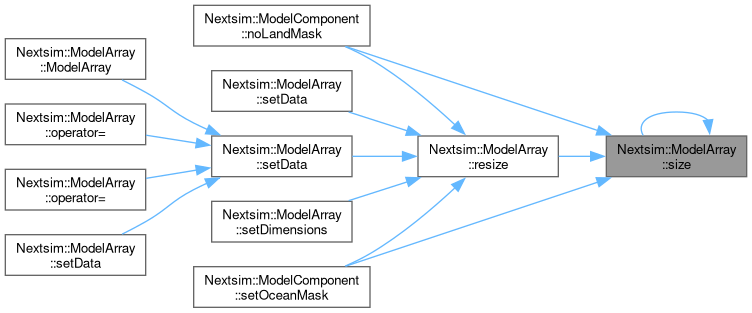 Nextsim::ModelComponent
::noLandMask
Nextsim::ModelArray
::ModelArray
Nextsim::ModelArray
::setData
Nextsim::ModelArray
::operator=
Nextsim::ModelArray
::setData
Nextsim::ModelArray
::resize
Nextsim::ModelArray
::size
Nextsim::ModelArray
::operator=
Nextsim::ModelArray
::setDimensions
Nextsim::ModelArray
::setData
Nextsim::ModelComponent
::setOceanMask